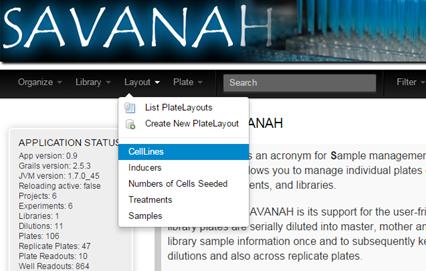 SAVANAH
Organize Library Layout Plate Search Filter
List PlateLayouts
Create New PlateLayout
CellLines
Inducers
Numbers of Cells Seeded
Treatments
Samples
APPLICATION STATUS
App version: 0.9
Grails version: 2.5.3
JVM version: 1.7.0_45
Reloading active: false
Projects: 6
Experiments: 6
Libraries: 1
Dilutions: 11
Plates: 106
Replicate Plates: 47
Plate Readouts: 10
Well Readouts: 864
ANAH
s an acronym for Sample managemen
llows you to manage individual plates
ents, and libraries.
AVANAH is its support for the user-fri
library plates are serially diluted into master, mother an
library sample information once and to subsequently ke
dilutions and also across replicate plates.